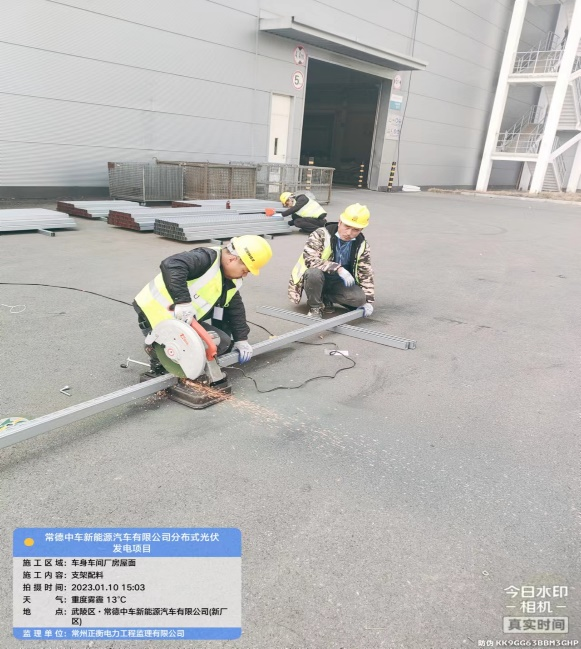 5
常德中车新能源汽车有限公司分布式光伏
发电项目
施工区域：车身车间厂房屋面
施工内容：支架配料
拍摄时间：2023.01.10 15:03
天　　气：重度雾霾 13℃
地　　点：武陵区·常德中车新能源汽车有限公司(新厂
区)
监理单位：常州正衡电力工程监理有限公司
今日水印
相机
真实时间
防伪 KK9GG63BBM3GHP